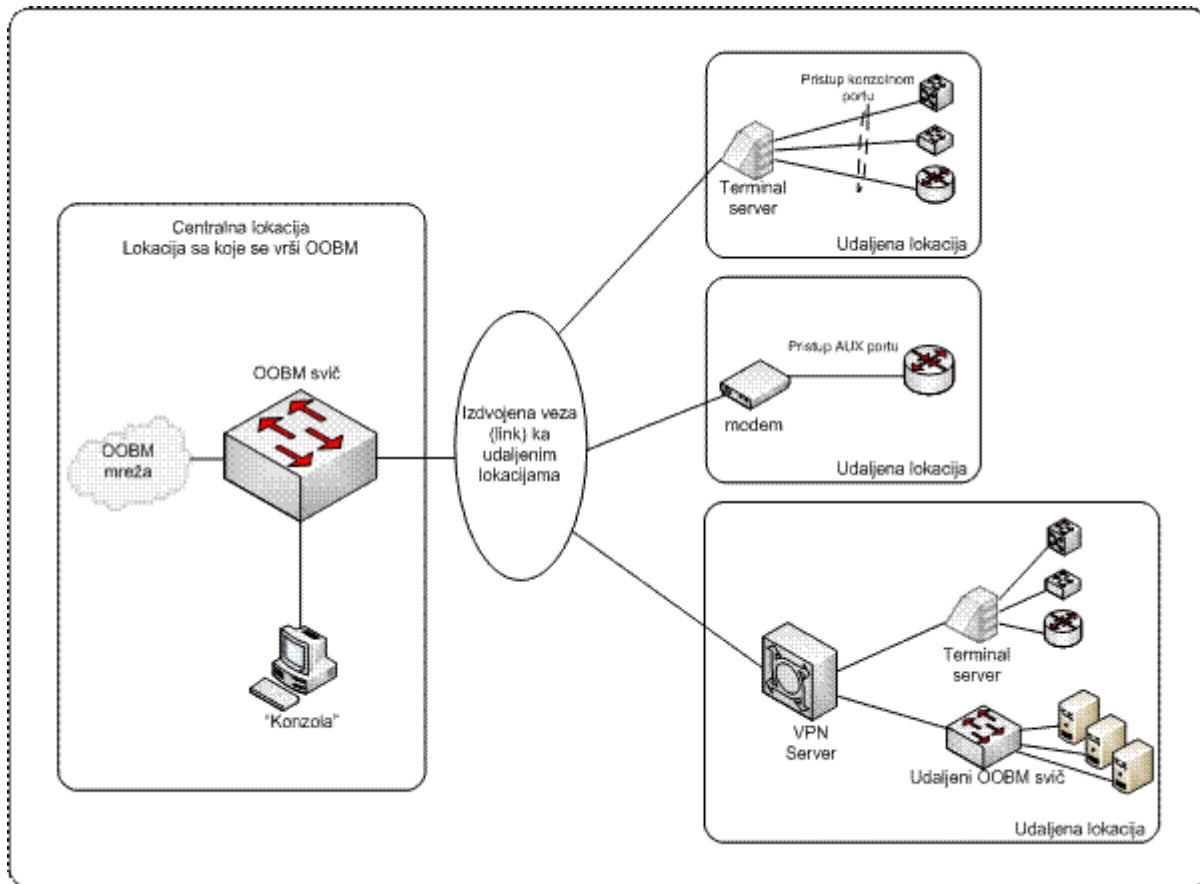 Pristup konzolnom
portu
Terminal
server
Udaljena lokacija
Centralna lokacija
Lokacija sa koje se vrši OOBM
OOBM svič
OOBM
mreža
"Konzola"
Izdvojena veza
(link) ka
udaljenim
lokacijama
Pristup AUX portu
modem
Udaljena lokacija
Terminal
server
VPN
Server
Udaljeni OOBM svič
Udaljena lokacija